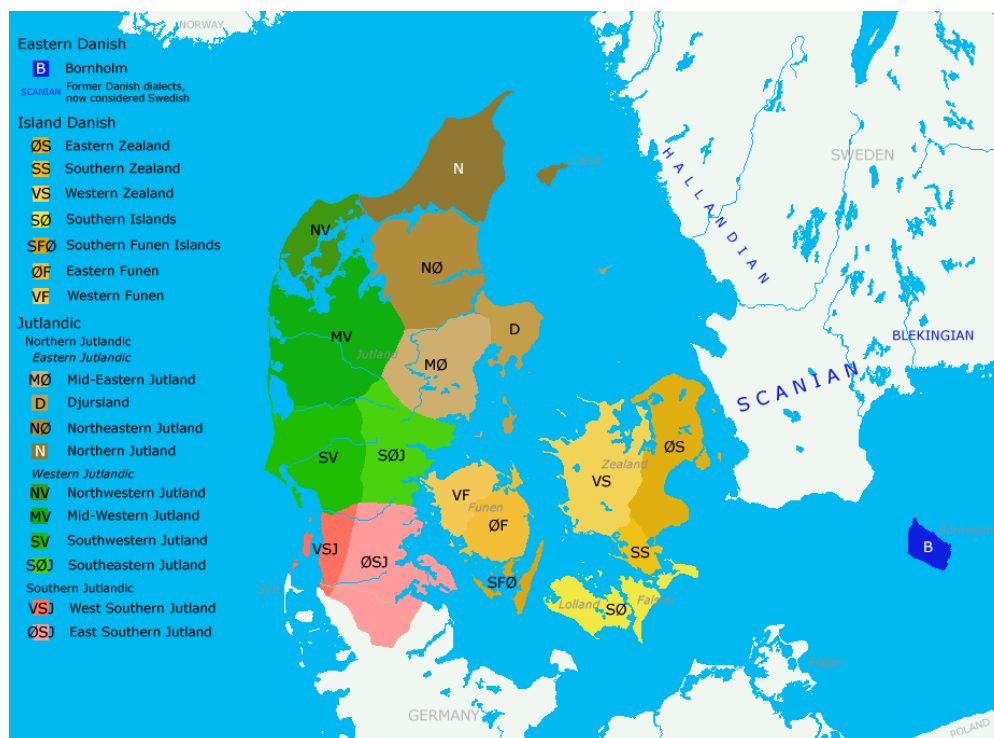 Eastern Danish
B Bornholm
SCANIAN Former Danish dialects,
now considered Swedish
Island Danish
ØS Eastern Zealand
SS Southern Zealand
VS Western Zealand
SØ Southern Islands
SFØ Southern Funen Islands
ØF Eastern Funen
VF Western Funen
Jutlandic
Northern Jutlandic
Eastern Jutlandic
MØ Mid-Eastern Jutland
D Djursland
NØ Northeastern Jutland
N Northern Jutland
Western Jutlandic
NV Northwestern Jutland
MV Mid-Western Jutland
SV Southwestern Jutland
SØJ Southeastern Jutland
Southern Jutlandic
VSJ West Southern Jutland
ØSJ East Southern Jutland
NORWAY
SWEDEN
HALLANDIAN
BLEKINGIAN
SCANIAN
N
NV
NØ
MV
Jutland
D
MØ
SV
SØJ
VSJ
ØSJ
Sylt
VF
Funen
ØF
SFØ
Zealand
ØS
VS
SS
Lolland
SØ
Falster
Bornholm
B
Rügen
GERMANY
POLAND